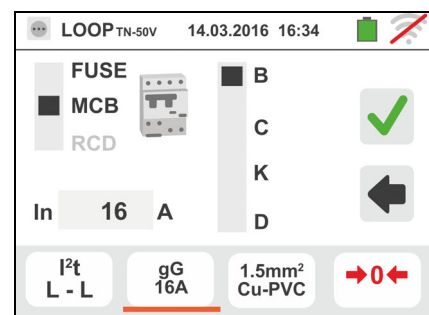 LOOP TN-50V 14.03.2016 16:34
FUSE
MCB
RCD
B
C
K
D
In 16 A
I²t
L - L
gG
16A
1.5mm²
Cu-PVC
→0←